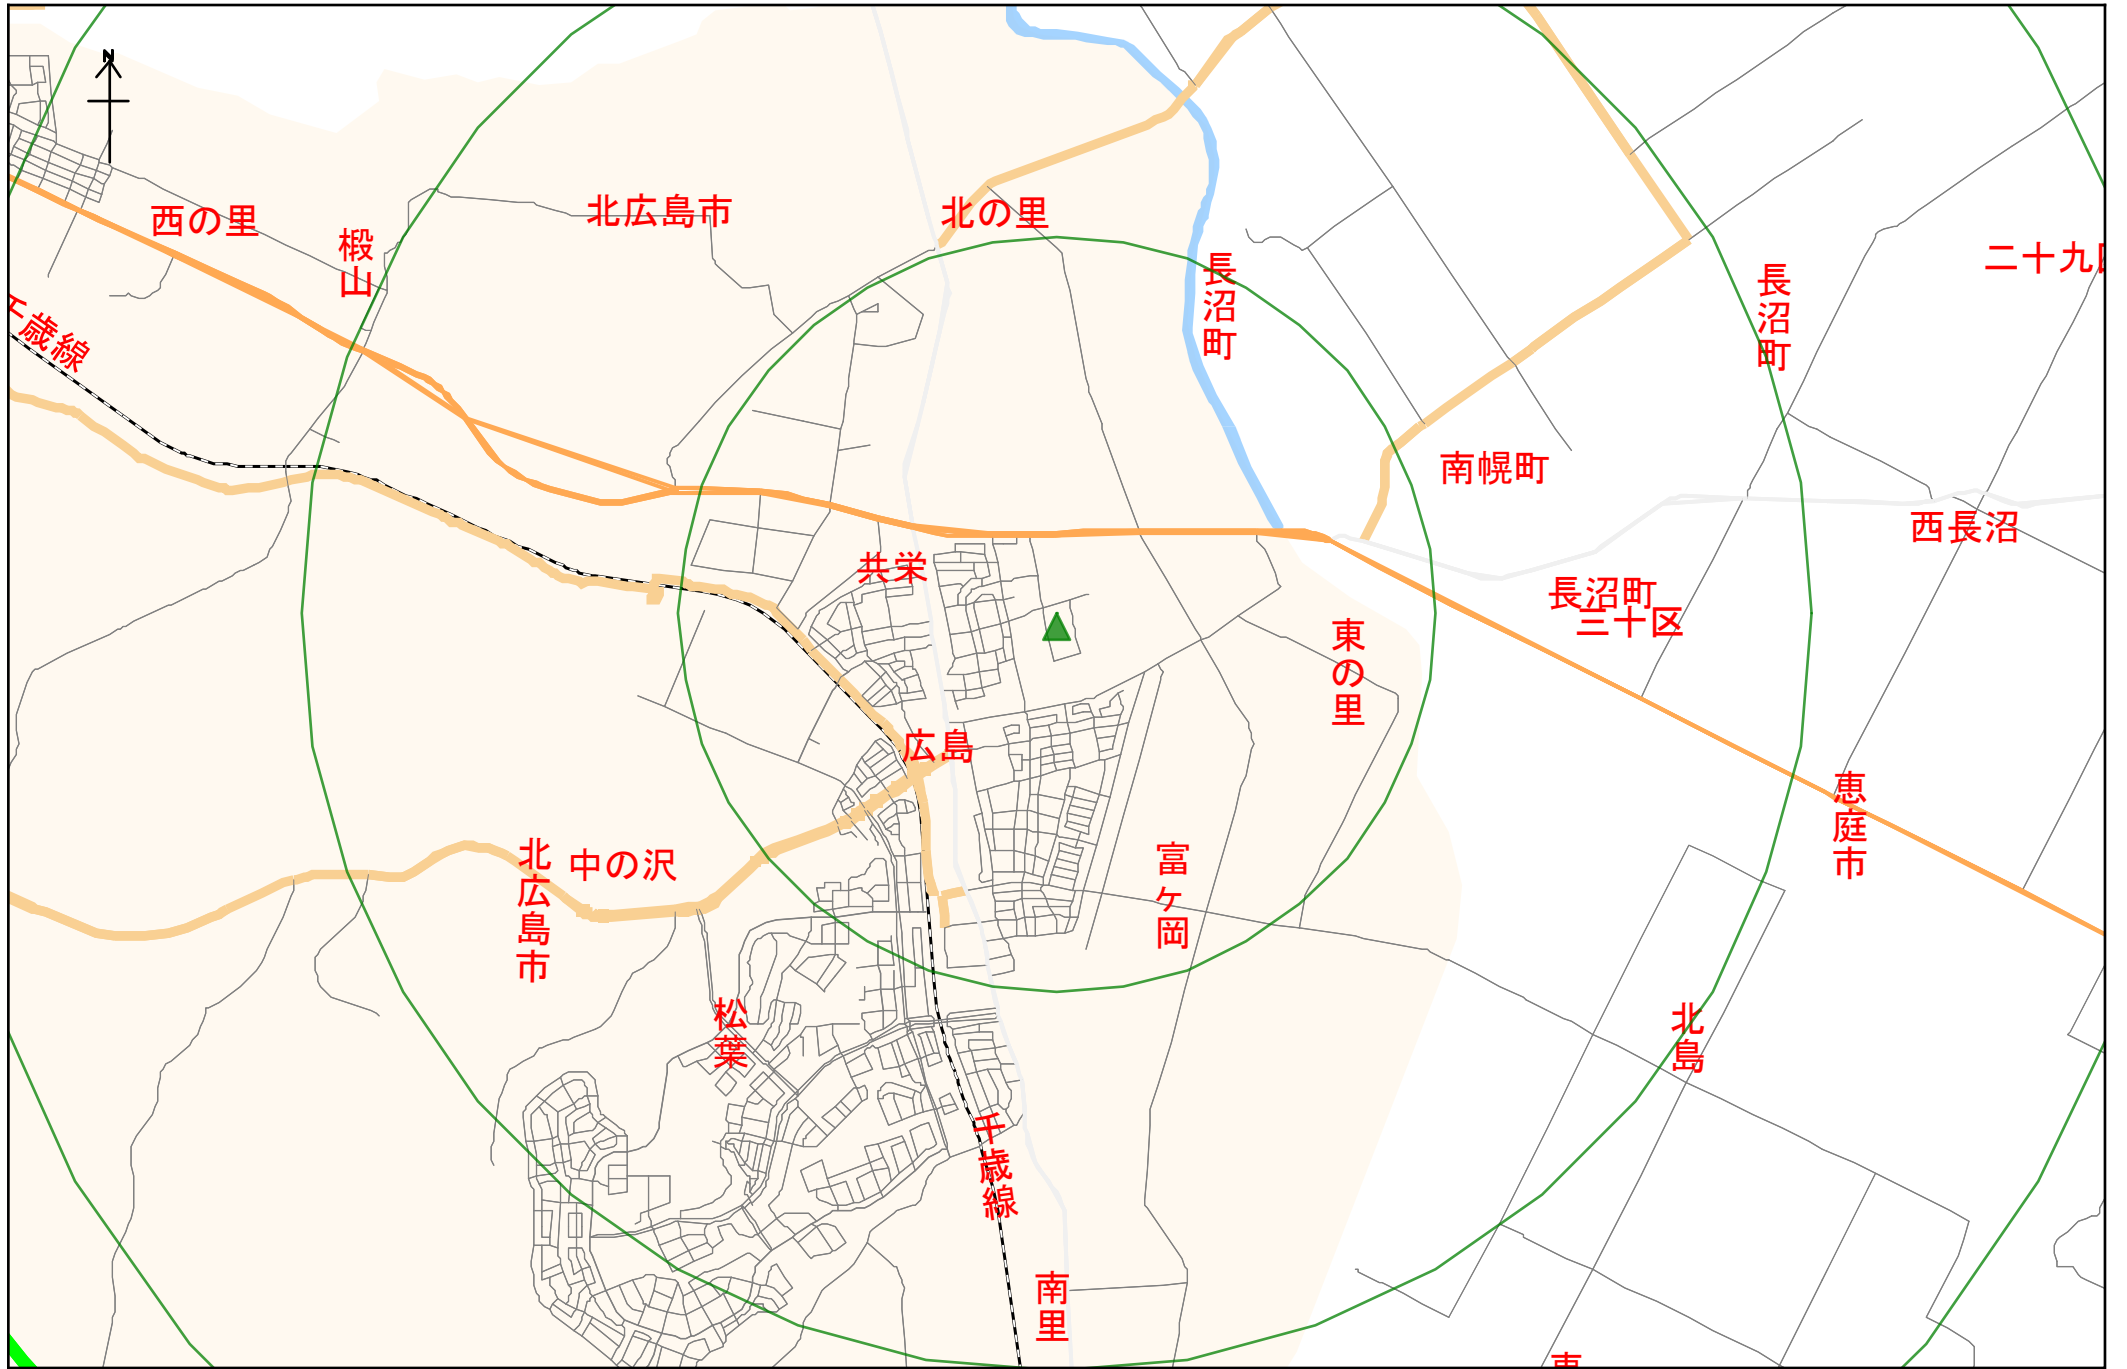 N
西の里
椴山
北広島市
北の里
長沼町
長沼町
二十九
千歳線
南幌町
西長沼
共栄
長沼町
三十区
東の里
広島
恵庭市
北広島市
中の沢
富ヶ岡
松葉
北島
千歳線
南里